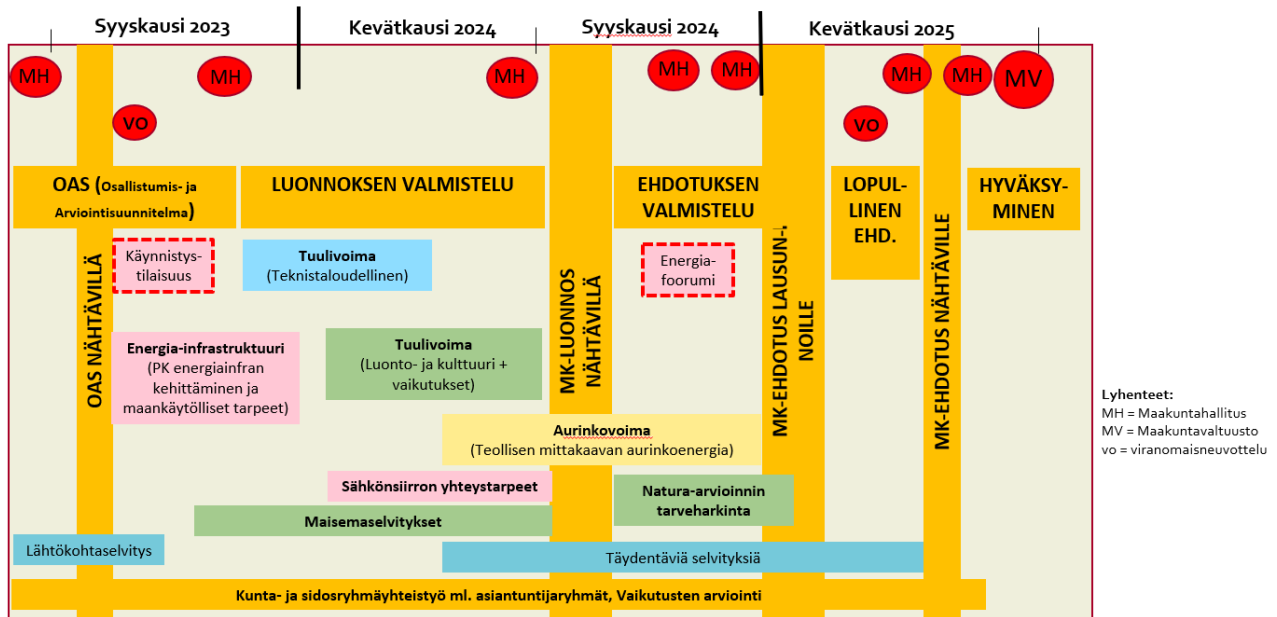 Syyskausi 2023
Kevätkausi 2024
Syyskausi 2024
Kevätkausi 2025
MH
MH
MH
MH
MH
MH
MH
MV
VO
VO
OAS (Osallistumis- ja
Arviointisuunnitelma)
LUONNOKSEN VALMISTELU
EHDOTUKSEN
VALMISTELU
LOPUL-
LINEN
EHD.
HYVÄKSY-
MINEN
OAS NÄHTÄVILLÄ
MK-LUONNOS
NÄHTÄVILLÄ
MK-EHDOTUS LAUSUN-
NOILLE
MK-EHDOTUS NÄHTÄVILLE
Käynnistys-
tilaisuus
Tuulivoima
(Teknistaloudellinen)
Energia-
foorumi
Energia-infrastruktuuri
(PK energiainfran
kehittäminen ja
maankäytölliset tarpeet)
Tuulivoima
(Luonto- ja kulttuuri +
vaikutukset)
Aurinkovoima
(Teollisen mittakaavan aurinkoenergia)
Sähkönsiirron yhteystarpeet
Natura-arvioinnin
tarveharkinta
Maisemaselvitykset
Lähtökohtaselvitys
Täydentäviä selvityksiä
Kunta- ja sidosryhmäyhteistyö ml. asiantuntijaryhmät, Vaikutusten arviointi
Lyhenteet:
MH = Maakuntahallitus
MV = Maakuntavaltuusto
vo = viranomaisneuvottelu